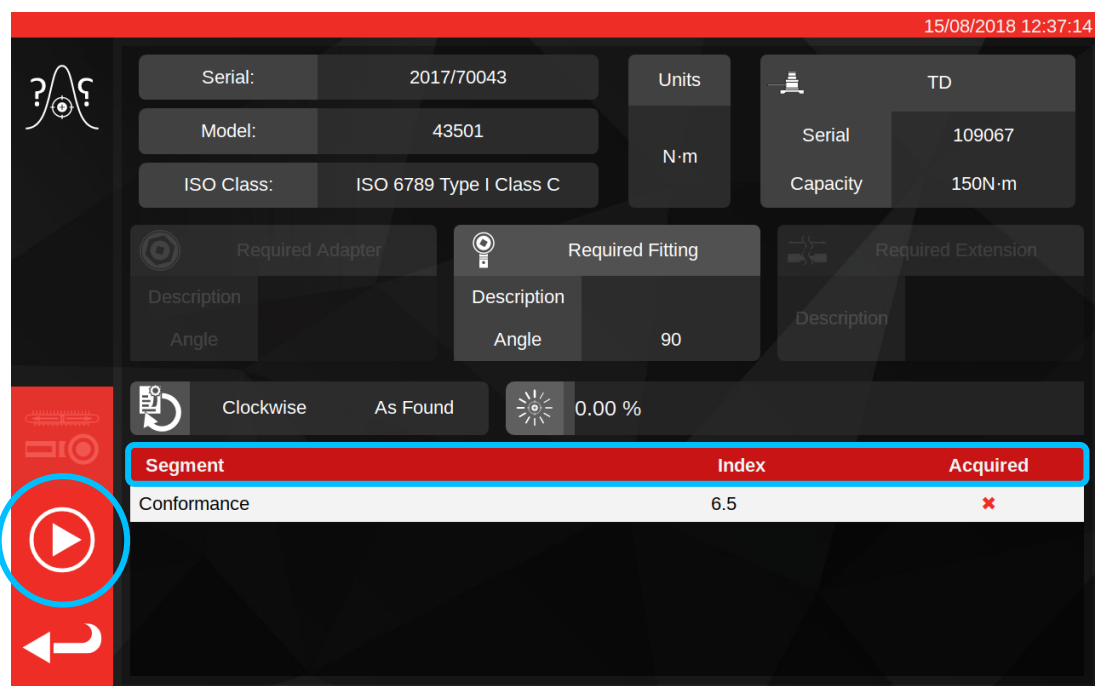 15/08/2018 12:37:14
Serial: 2017/70043
Model: 43501
ISO Class: ISO 6789 Type I Class C
Units
N·m
TD
Serial 109067
Capacity 150N·m
Required Adapter
Description
Angle
Required Fitting
Description
Angle 90
Required Extension
Description
Clockwise As Found
0.00 %
Segment Index Acquired
Conformance 6.5 ✖